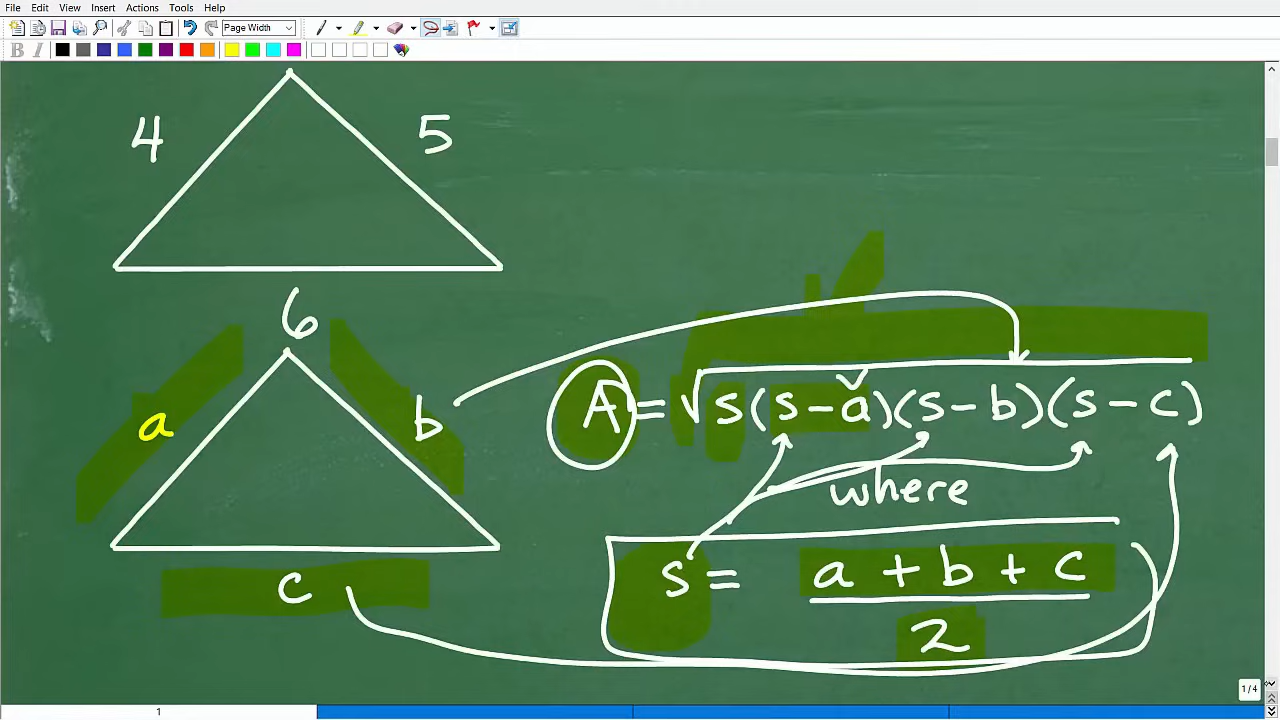 File Edit View Insert Actions Tools Help
Page Width
B I
4 5
6
a b
c
A = √s(s-a)(s-b)(s-c)
where
s = a + b + c
2
1/4
1